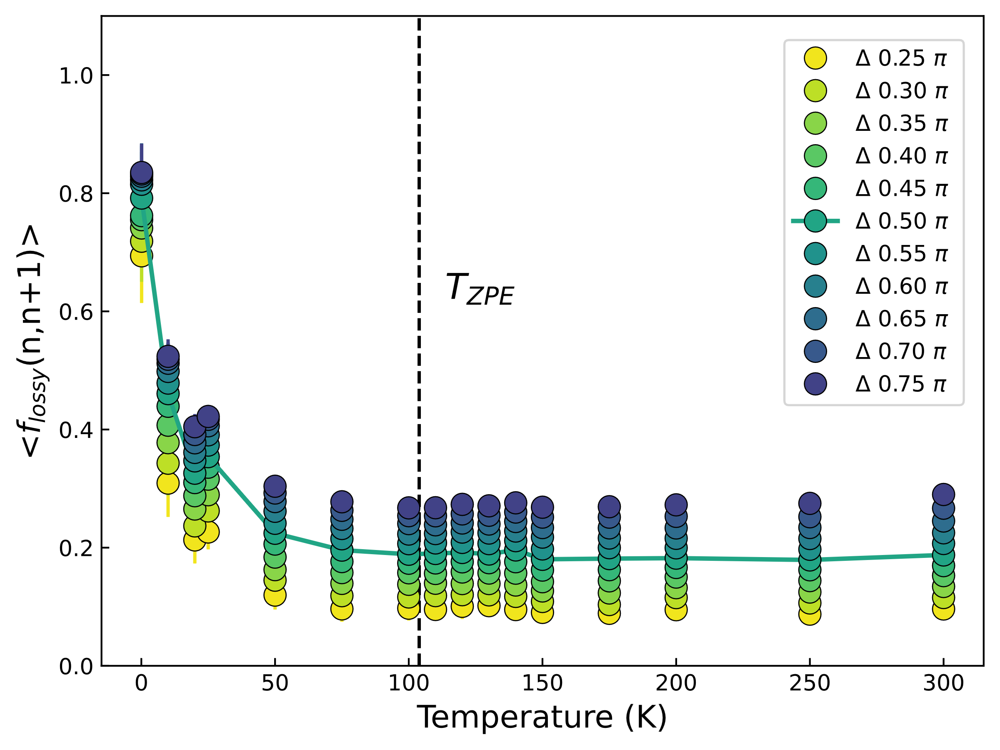 <f_lossy(n,n+1)>
1.0
0.8
0.6
0.4
0.2
0.0
0 50 100 150 200 250 300
Temperature (K)
T_ZPE
Δ 0.25 π
Δ 0.30 π
Δ 0.35 π
Δ 0.40 π
Δ 0.45 π
Δ 0.50 π
Δ 0.55 π
Δ 0.60 π
Δ 0.65 π
Δ 0.70 π
Δ 0.75 π